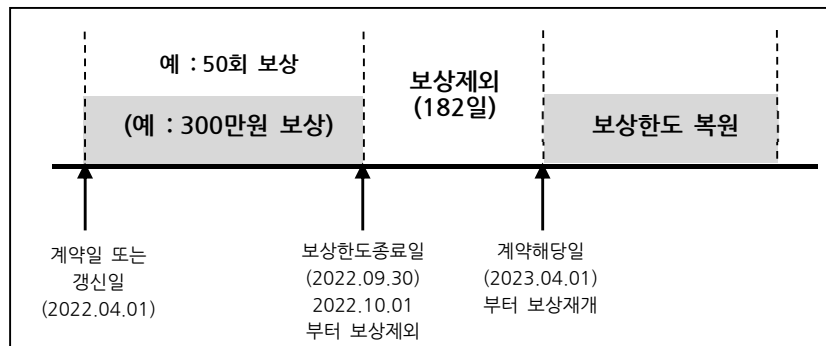 예 : 50회 보상
(예 : 300만원 보상)
보상제외
(182일)
보상한도 복원
계약일 또는
갱신일
(2022.04.01)
보상한도종료일
(2022.09.30)
2022.10.01
부터 보상제외
계약해당일
(2023.04.01)
부터 보상재개